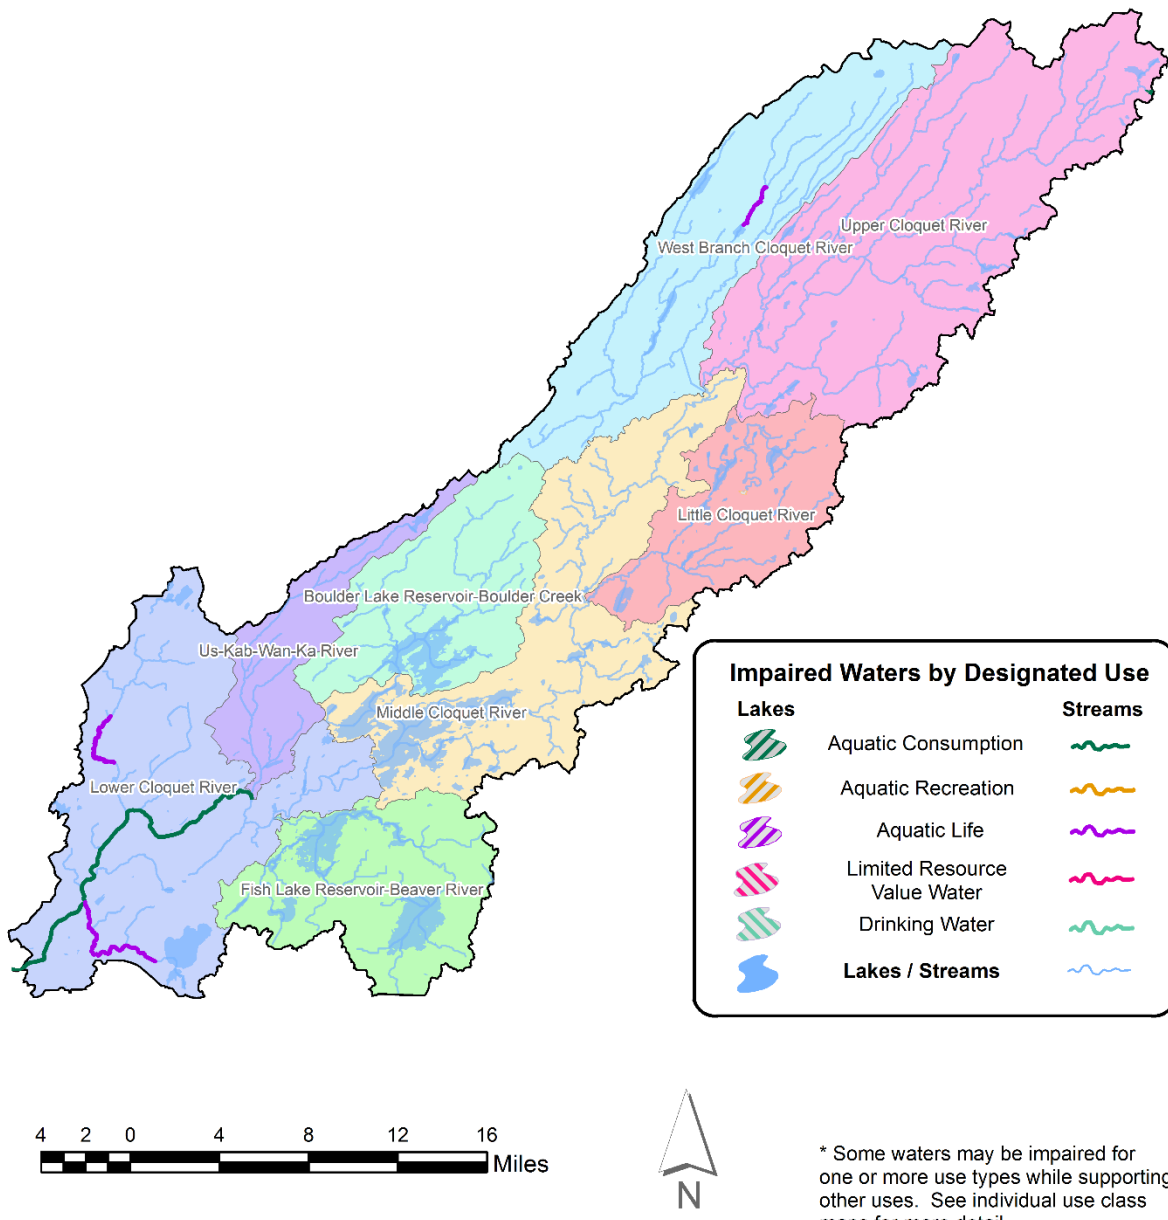 Upper Cloquet River
West Branch Cloquet River
Little Cloquet River
Boulder Lake Reservoir-Boulder Creek
Us-Kab-Wan-Ka River
Middle Cloquet River
Lower Cloquet River
Fish Lake Reservoir-Beaver River
Impaired Waters by Designated Use
Lakes Streams
Aquatic Consumption
Aquatic Recreation
Aquatic Life
Limited Resource
Value Water
Drinking Water
Lakes / Streams
4 2 0 4 8 12 16
Miles
N
* Some waters may be impaired for
one or more use types while supporting
other uses. See individual use class
maps for more detail